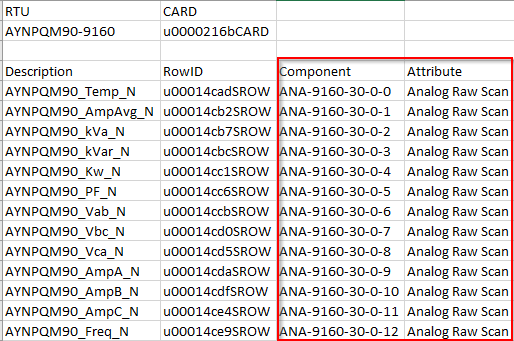 RTU CARD
AYNPQM90-9160 u0000216bCARD
Description RowID Component Attribute
AYNPQM90_Temp_N u00014cadSROW ANA-9160-30-0-0 Analog Raw Scan
AYNPQM90_AmpAvg_N u00014cb2SROW ANA-9160-30-0-1 Analog Raw Scan
AYNPQM90_kVa_N u00014cb7SROW ANA-9160-30-0-2 Analog Raw Scan
AYNPQM90_kVar_N u00014cbcSROW ANA-9160-30-0-3 Analog Raw Scan
AYNPQM90_Kw_N u00014cc1SROW ANA-9160-30-0-4 Analog Raw Scan
AYNPQM90_PF_N u00014cc6SROW ANA-9160-30-0-5 Analog Raw Scan
AYNPQM90_Vab_N u00014ccbSROW ANA-9160-30-0-6 Analog Raw Scan
AYNPQM90_Vbc_N u00014cd0SROW ANA-9160-30-0-7 Analog Raw Scan
AYNPQM90_Vca_N u00014cd5SROW ANA-9160-30-0-8 Analog Raw Scan
AYNPQM90_AmpA_N u00014cdaSROW ANA-9160-30-0-9 Analog Raw Scan
AYNPQM90_AmpB_N u00014cdfSROW ANA-9160-30-0-10 Analog Raw Scan
AYNPQM90_AmpC_N u00014ce4SROW ANA-9160-30-0-11 Analog Raw Scan
AYNPQM90_Freq_N u00014ce9SROW ANA-9160-30-0-12 Analog Raw Scan